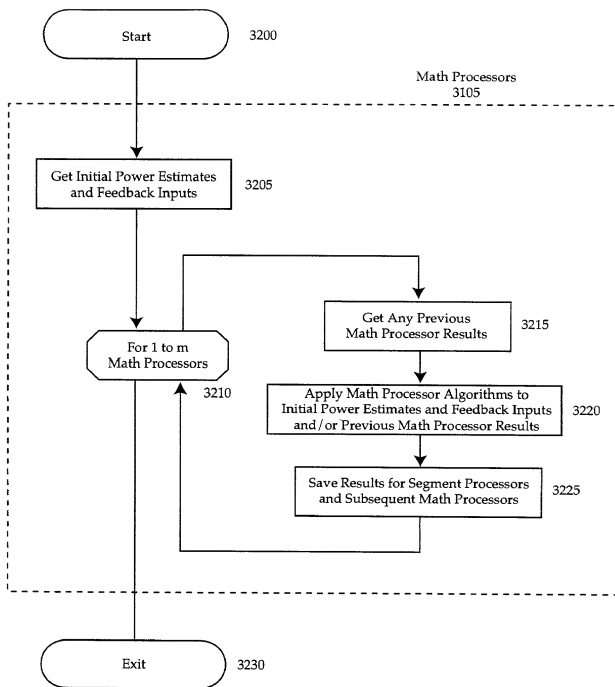 Start
3200
Math Processors
3105
Get Initial Power Estimates
and Feedback Inputs
3205
For 1 to m
Math Processors
3210
Get Any Previous
Math Processor Results
3215
Apply Math Processor Algorithms to
Initial Power Estimates and Feedback Inputs
and/or Previous Math Processor Results
3220
Save Results for Segment Processors
and Subsequent Math Processors
3225
Exit
3230